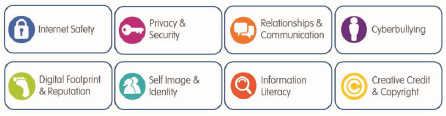 Internet Safety
Privacy &
Security
Relationships &
Communication
Cyberbullying
Digital Footprint
& Reputation
Self Image &
Identity
Information
Literacy
Creative Credit
& Copyright